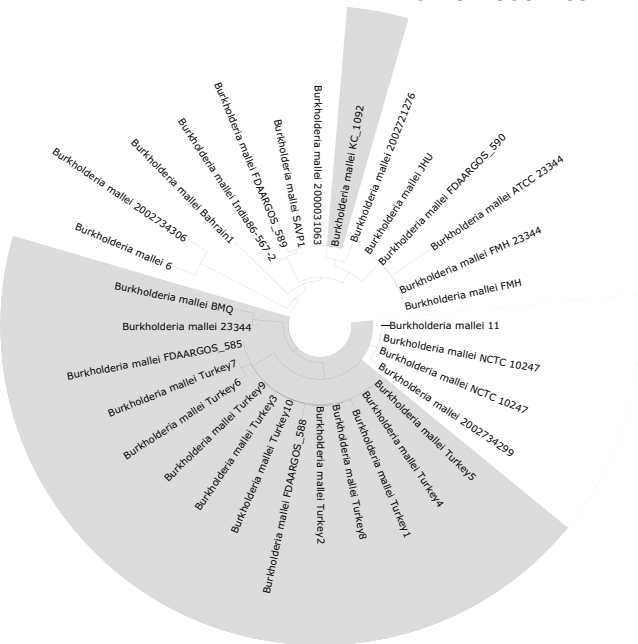 Burkholderia mallei KC_1092
Burkholderia mallei 2002721276
Burkholderia mallei JHU
Burkholderia mallei FDAARGOS_590
Burkholderia mallei ATCC 23344
Burkholderia mallei FMH 23344
Burkholderia mallei FMH
Burkholderia mallei 11
Burkholderia mallei NCTC 10247
Burkholderia mallei NCTC 10247
Burkholderia mallei 2002734299
Burkholderia mallei Turkey5
Burkholderia mallei Turkey4
Burkholderia mallei Turkey1
Burkholderia mallei Turkey8
Burkholderia mallei Turkey2
Burkholderia mallei FDAARGOS_588
Burkholderia mallei Turkey10
Burkholderia mallei Turkey3
Burkholderia mallei Turkey9
Burkholderia mallei Turkey6
Burkholderia mallei Turkey7
Burkholderia mallei FDAARGOS_585
Burkholderia mallei 23344
Burkholderia mallei BMQ
Burkholderia mallei 6
Burkholderia mallei 2002734306
Burkholderia mallei Bahrain1
Burkholderia mallei India86-567-2
Burkholderia mallei FDAARGOS_589
Burkholderia mallei SAVP1
Burkholderia mallei 2000031063